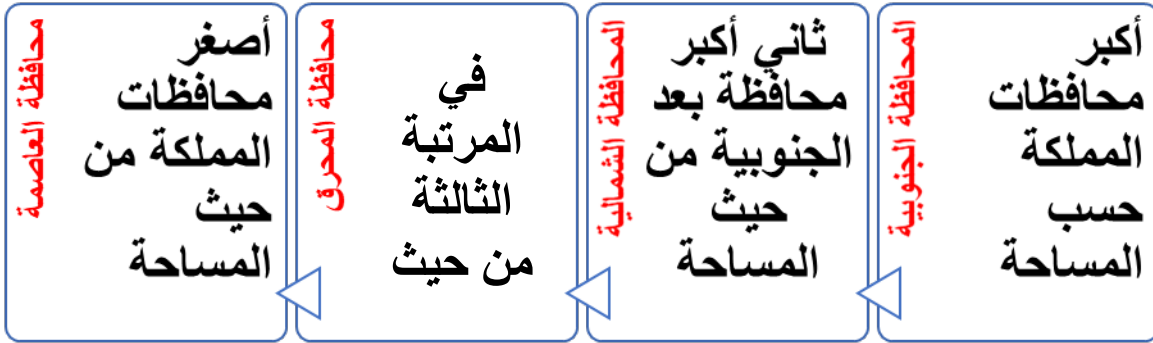 المحافظة الجنوبية
أكبر
محافظات
المملكة
حسب
المساحة
المحافظة الشمالية
ثاني أكبر
محافظة بعد
الجنوبية من
حيث
المساحة
محافظة المحرق
في
المرتبة
الثالثة
من حيث
محافظة العاصمة
أصغر
محافظات
المملكة من
حيث
المساحة